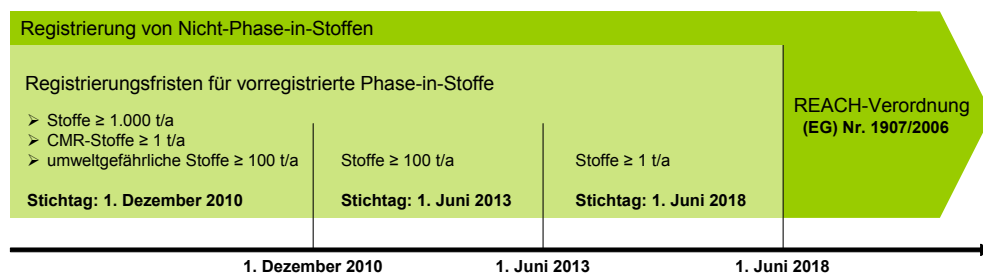 Registrierung von Nicht-Phase-in-Stoffen
Registrierungsfristen für vorregistrierte Phase-in-Stoffe
➢ Stoffe ≥ 1.000 t/a
➢ CMR-Stoffe ≥ 1 t/a
➢ umweltgefährliche Stoffe ≥ 100 t/a
Stichtag: 1. Dezember 2010
Stoffe ≥ 100 t/a
Stichtag: 1. Juni 2013
Stoffe ≥ 1 t/a
Stichtag: 1. Juni 2018
REACH-Verordnung
(EG) Nr. 1907/2006
1. Dezember 2010
1. Juni 2013
1. Juni 2018